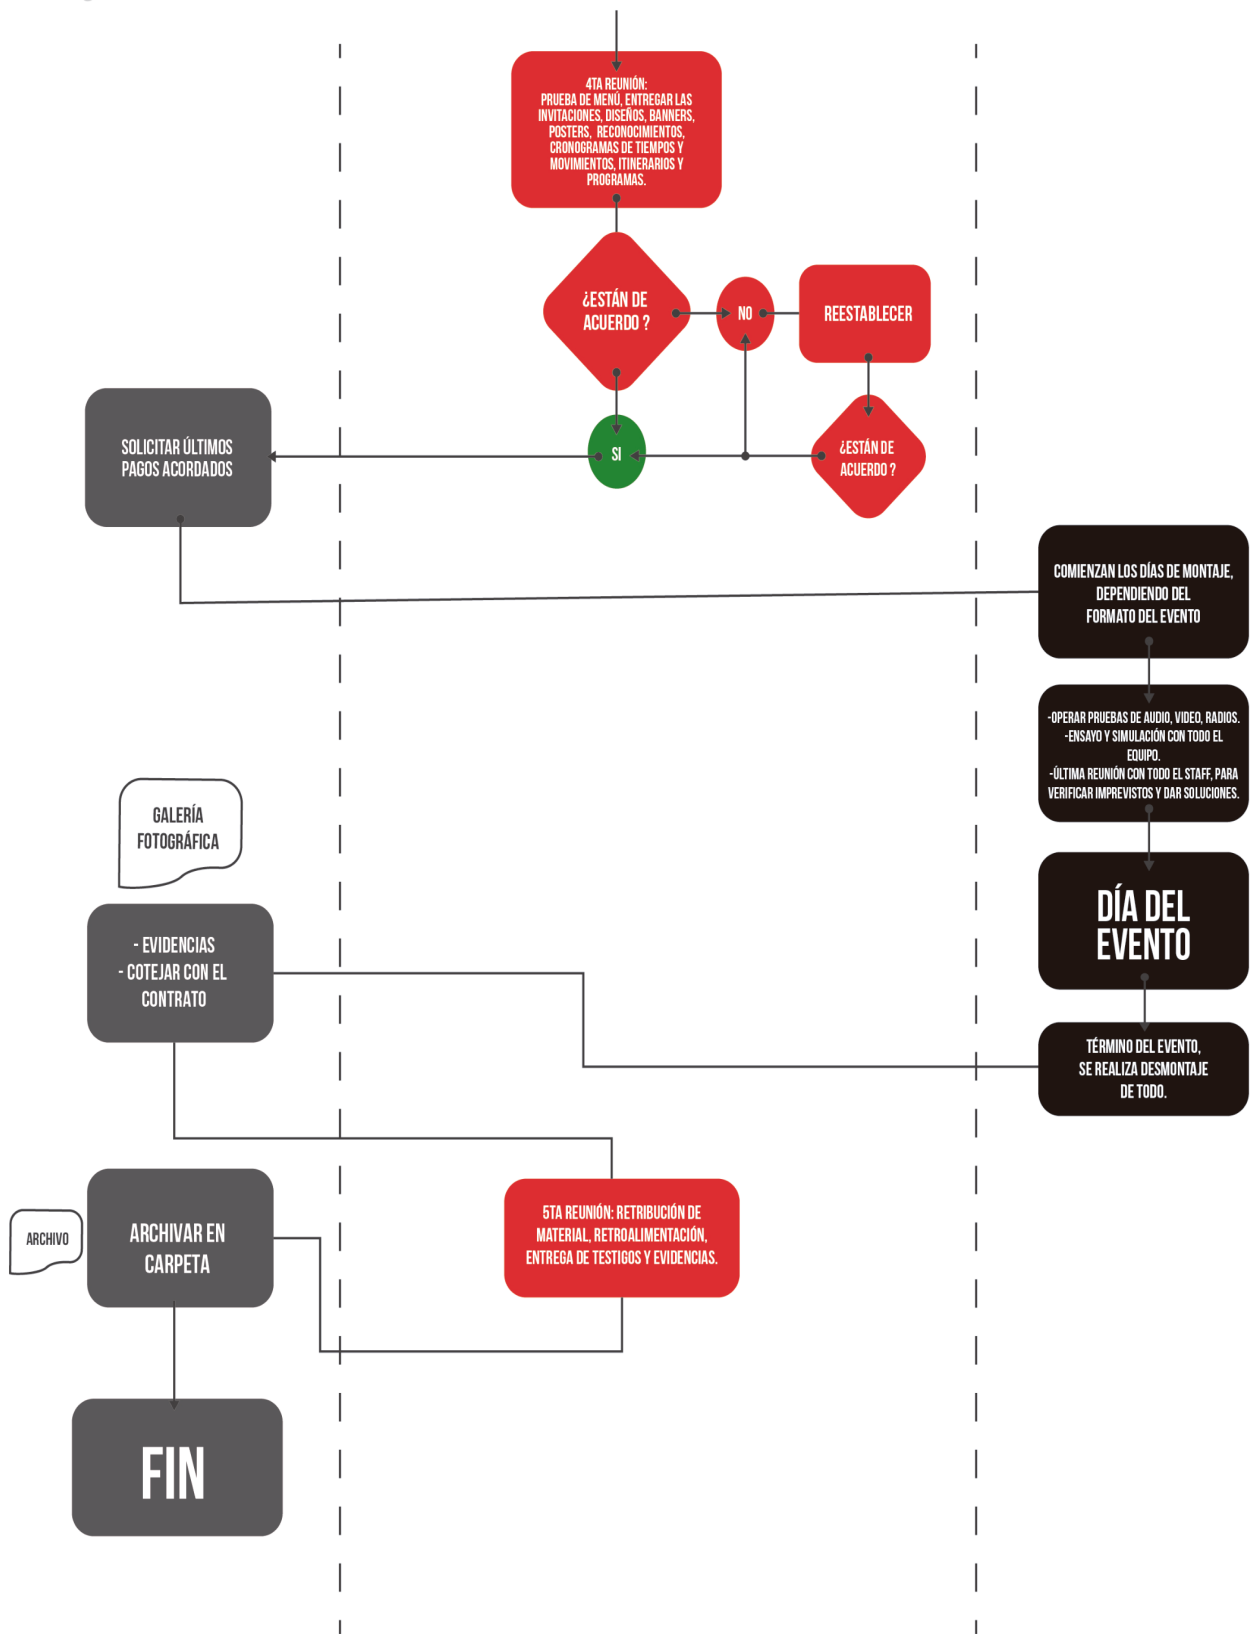 4TA REUNIÓN:
PRUEBA DE MENÚ, ENTREGAR LAS
INVITACIONES, DISEÑOS, BANNERS,
POSTERS, RECONOCIMIENTOS,
CRONOGRAMAS DE TIEMPOS Y
MOVIMIENTOS, ITINERARIOS Y
PROGRAMAS.
¿ESTÁN DE
ACUERDO ?
NO
REESTABLECER
SI
¿ESTÁN DE
ACUERDO ?
SOLICITAR ÚLTIMOS
PAGOS ACORDADOS
COMIENZAN LOS DÍAS DE MONTAJE,
DEPENDIENDO DEL
FORMATO DEL EVENTO
-OPERAR PRUEBAS DE AUDIO, VIDEO, RADIOS.
-ENSAYO Y SIMULACIÓN CON TODO EL
EQUIPO.
-ÚLTIMA REUNIÓN CON TODO EL STAFF, PARA
VERIFICAR IMPREVISTOS Y DAR SOLUCIONES.
DÍA DEL
EVENTO
TÉRMINO DEL EVENTO,
SE REALIZA DESMONTAJE
DE TODO.
GALERÍA
FOTOGRÁFICA
- EVIDENCIAS
- COTEJAR CON EL
CONTRATO
5TA REUNIÓN: RETRIBUCIÓN DE
MATERIAL, RETROALIMENTACIÓN,
ENTREGA DE TESTIGOS Y EVIDENCIAS.
ARCHIVO
ARCHIVAR EN
CARPETA
FIN